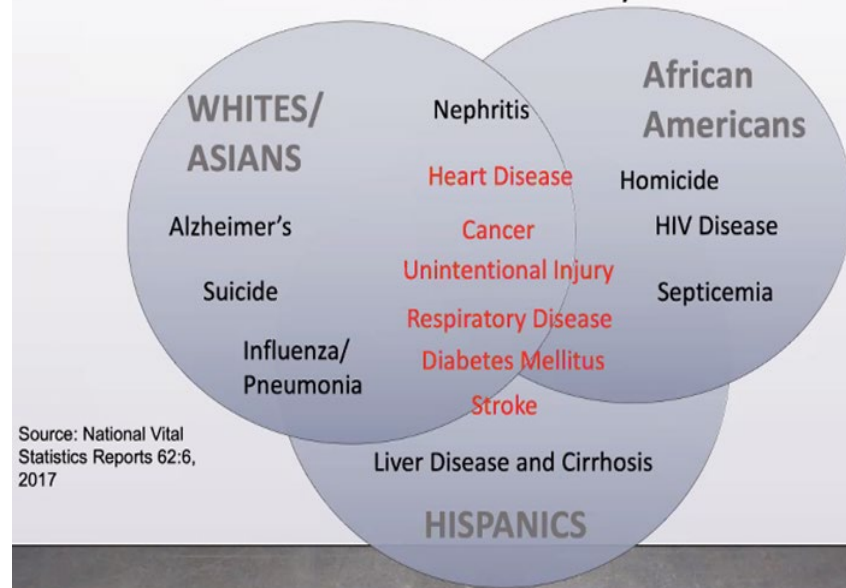 WHITES/
ASIANS
African
Americans
Nephritis
Heart Disease
Homicide
Alzheimer's
Cancer
HIV Disease
Unintentional Injury
Suicide
Septicemia
Respiratory Disease
Influenza/
Pneumonia
Diabetes Mellitus
Stroke
Source: National Vital
Statistics Reports 62:6,
2017
Liver Disease and Cirrhosis
HISPANICS